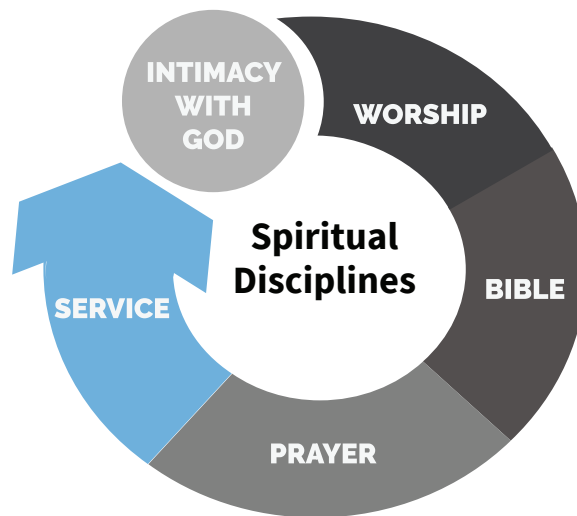 INTIMACY
WITH
GOD
WORSHIP
Spiritual
Disciplines
BIBLE
SERVICE
PRAYER